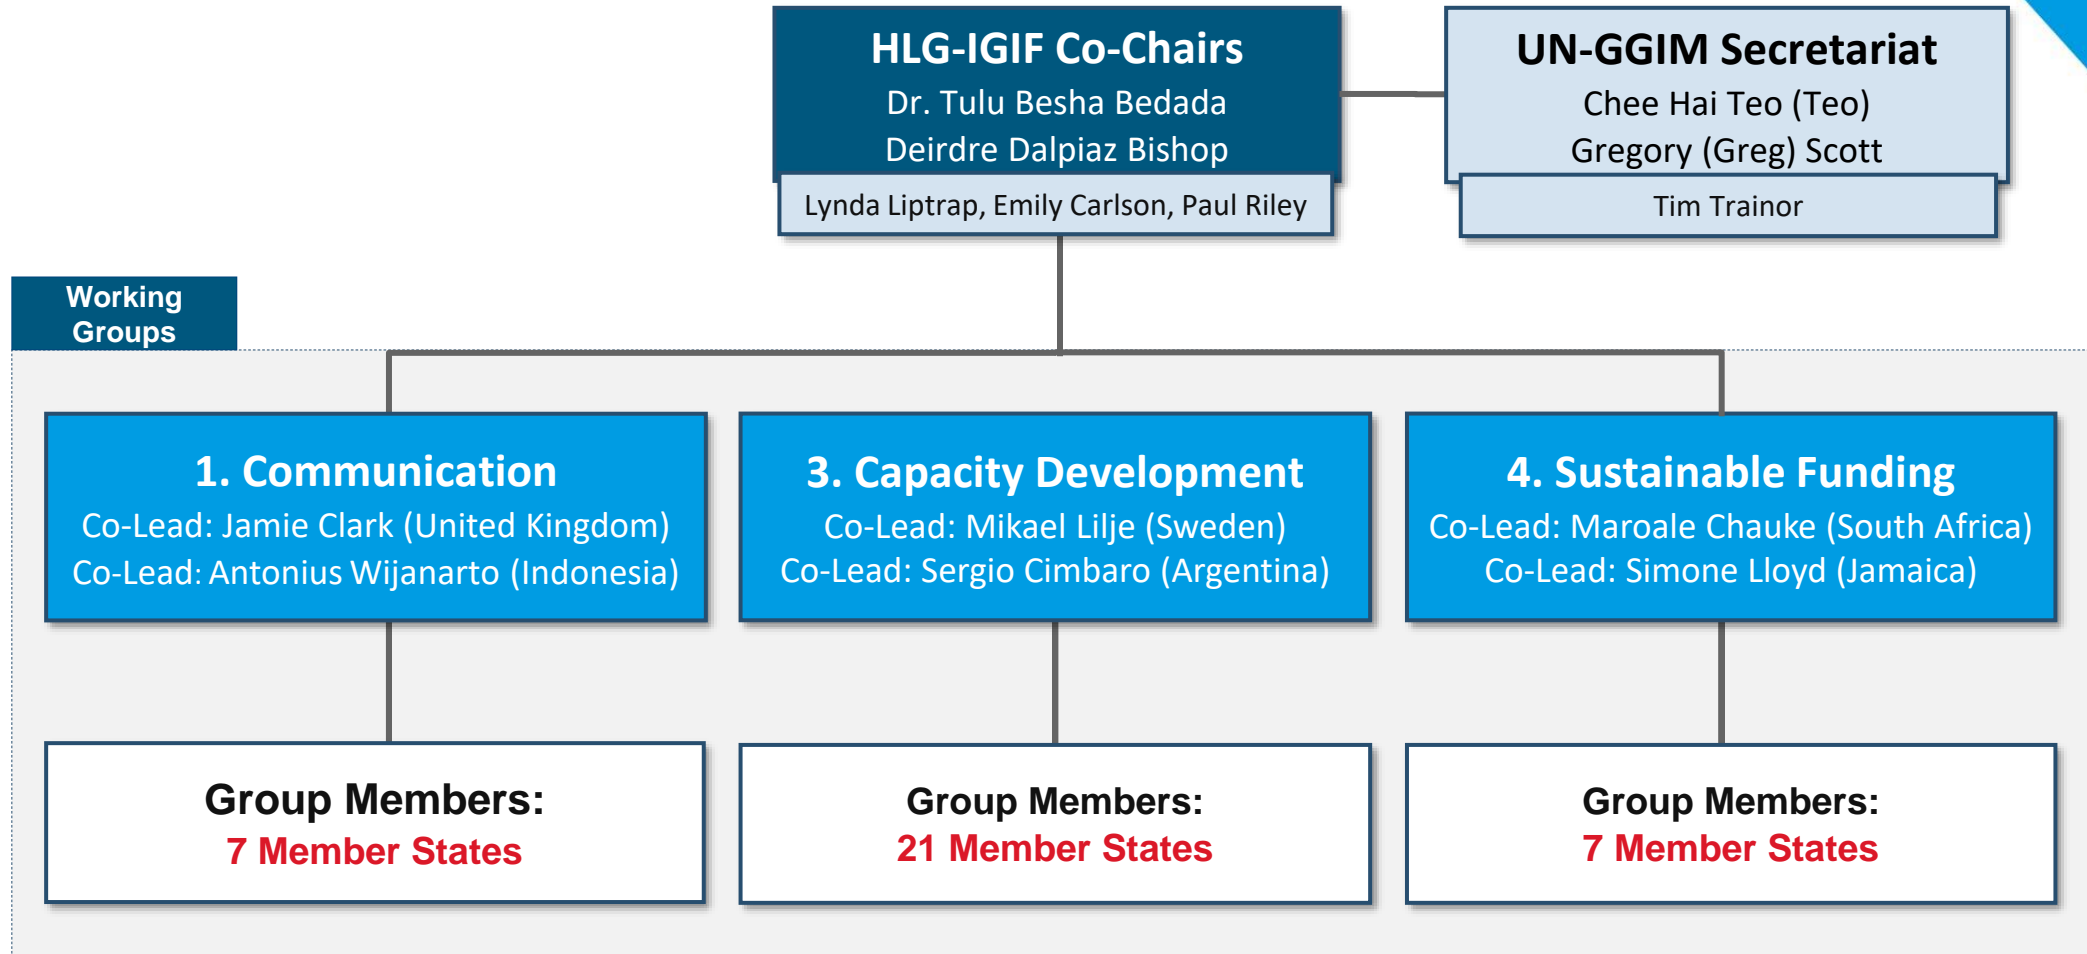 HLG-IGIF Co-Chairs
Dr. Tulu Besha Bedada
Deirdre Dalpiaz Bishop
Lynda Liptrap, Emily Carlson, Paul Riley
UN-GGIM Secretariat
Chee Hai Teo (Teo)
Gregory (Greg) Scott
Tim Trainor
Working
Groups
1. Communication
Co-Lead: Jamie Clark (United Kingdom)
Co-Lead: Antonius Wijanarto (Indonesia)
3. Capacity Development
Co-Lead: Mikael Lilje (Sweden)
Co-Lead: Sergio Cimbaro (Argentina)
4. Sustainable Funding
Co-Lead: Maroale Chauke (South Africa)
Co-Lead: Simone Lloyd (Jamaica)
Group Members:
7 Member States
Group Members:
21 Member States
Group Members:
7 Member States